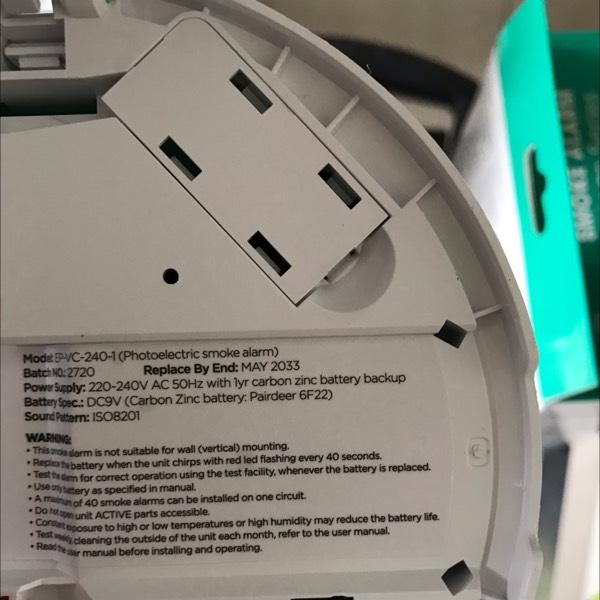 SMOKE ALARM
Model: EP-VC-240-1 (Photoelectric smoke alarm)
Batch NO.: 2720 Replace By End: MAY 2033
Power Supply: 220-240V AC 50Hz with 1yr carbon zinc battery backup
Battery Spec.: DC9V (Carbon Zinc battery: Pairdeer 6F22)
Sound Pattern: ISO8201
WARNING:
• This smoke alarm is not suitable for wall (vertical) mounting.
• Replace the battery when the unit chirps with red led flashing every 40 seconds.
• Test the alarm for correct operation using the test facility, whenever the battery is replaced.
• Use only battery as specified in manual.
• A maximum of 40 smoke alarms can be installed on one circuit.
• Do not open unit ACTIVE parts accessible.
• Constant exposure to high or low temperatures or high humidity may reduce the battery life.
• Test weekly, cleaning the outside of the unit each month, refer to the user manual.
• Read the user manual before installing and operating.